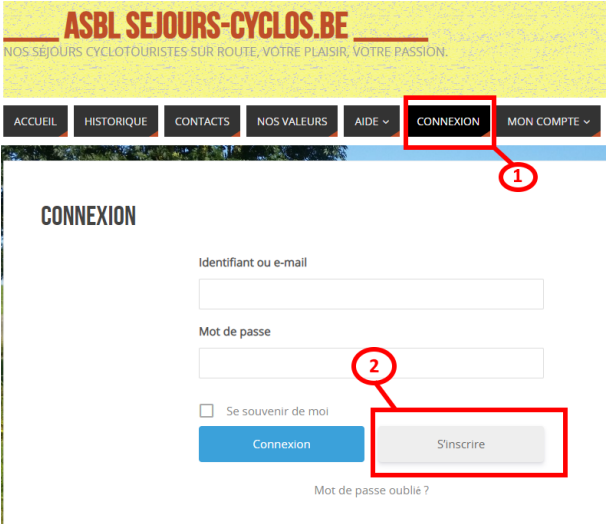 ASBL SEJOURS-CYCLOS.BE
NOS SÉJOURS CYCLOTOURISTES SUR ROUTE, VOTRE PLAISIR, VOTRE PASSION.
ACCUEIL HISTORIQUE CONTACTS NOS VALEURS AIDE CONNEXION MON COMPTE
1
CONNEXION
Identifiant ou e-mail
Mot de passe
2
Se souvenir de moi
Connexion S'inscrire
Mot de passe oublié ?